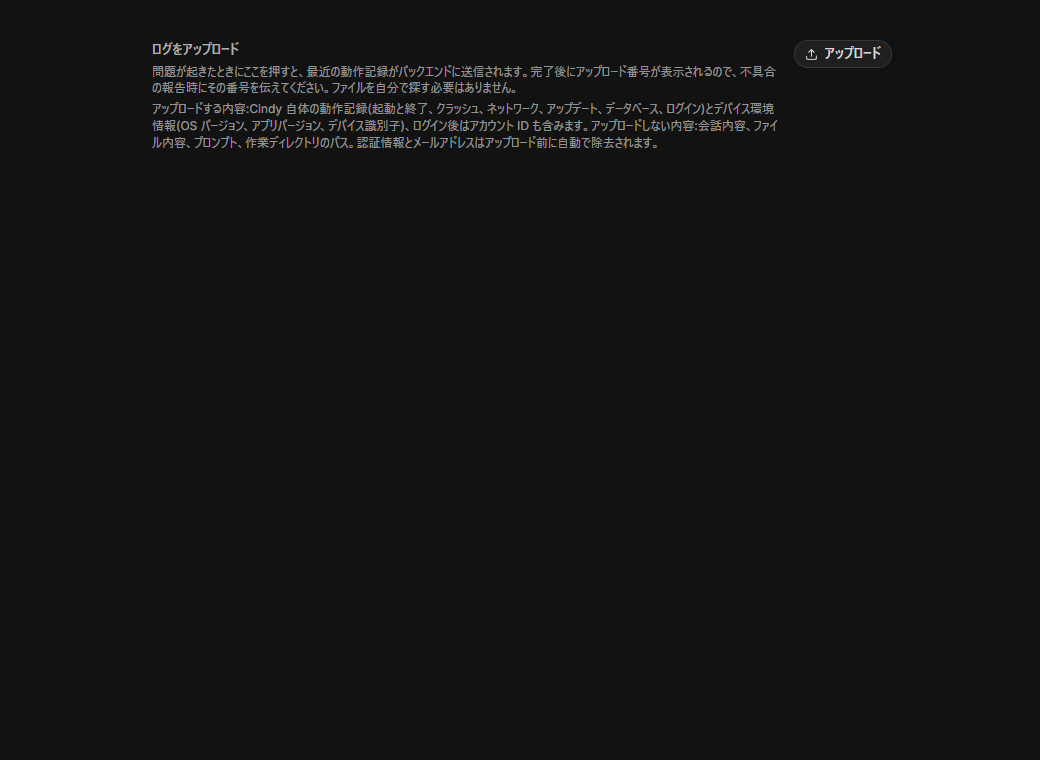 ログをアップロード
アップロード
問題が起きたときにここを押すと、最近の動作記録がバックエンドに送信されます。完了後にアップロード番号が表示されるので、不具合
の報告時にその番号を伝えてください。ファイルを自分で探す必要はありません。
アップロードする内容:Cindy 自体の動作記録(起動と終了、クラッシュ、ネットワーク、アップデート、データベース、ログイン)とデバイス環境
情報(OS バージョン、アプリバージョン、デバイス識別子)、ログイン後はアカウント ID も含みます。アップロードしない内容:会話内容、ファイ
ル内容、プロンプト、作業ディレクトリのパス。認証情報とメールアドレスはアップロード前に自動で除去されます。